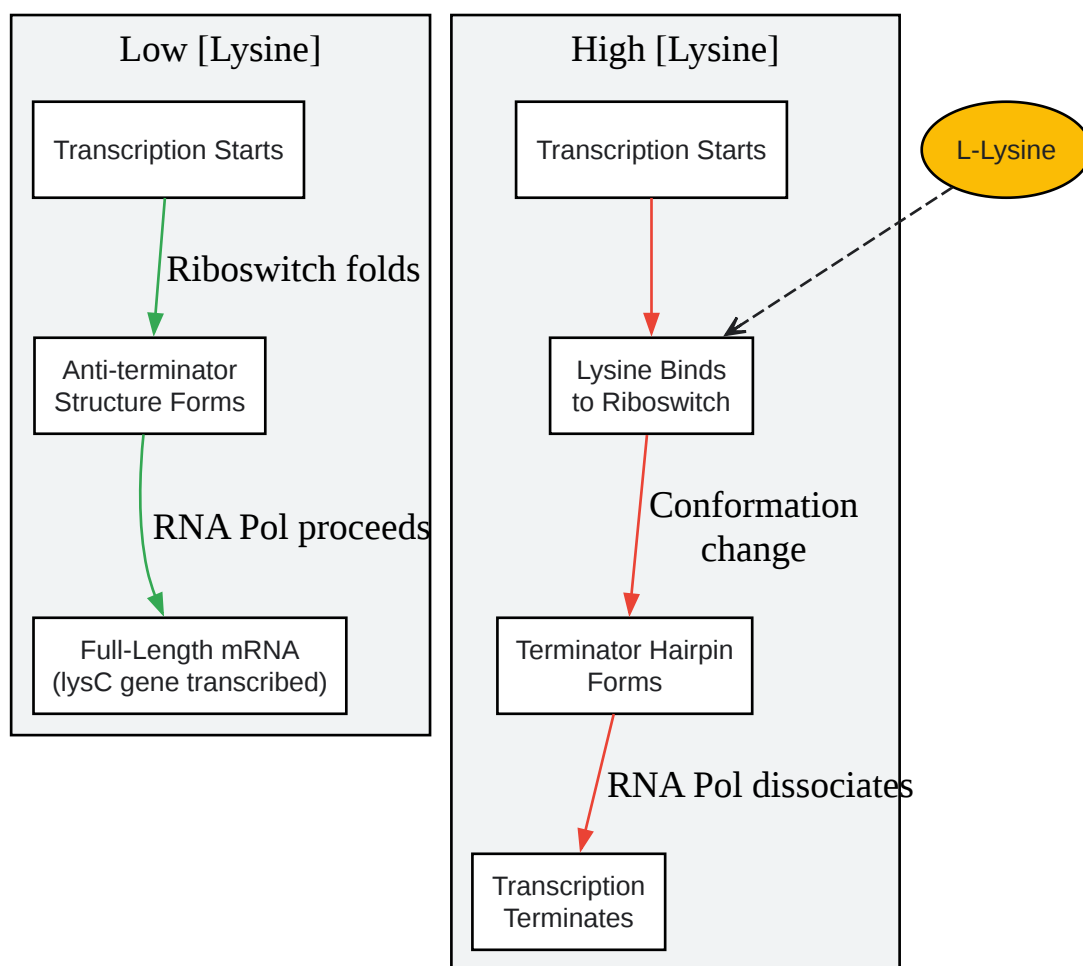 Low [Lysine]
Transcription Starts
Riboswitch folds
Anti-terminator
Structure Forms
RNA Pol proceeds
Full-Length mRNA
(lysC gene transcribed)
High [Lysine]
Transcription Starts
L-Lysine
Lysine Binds
to Riboswitch
Conformation
change
Terminator Hairpin
Forms
RNA Pol dissociates
Transcription
Terminates